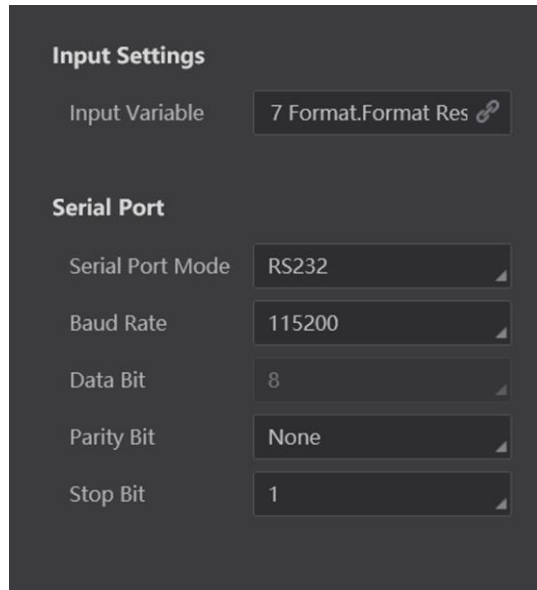 Input Settings
Input Variable 7 Format.Format Res
Serial Port
Serial Port Mode RS232
Baud Rate 115200
Data Bit 8
Parity Bit None
Stop Bit 1